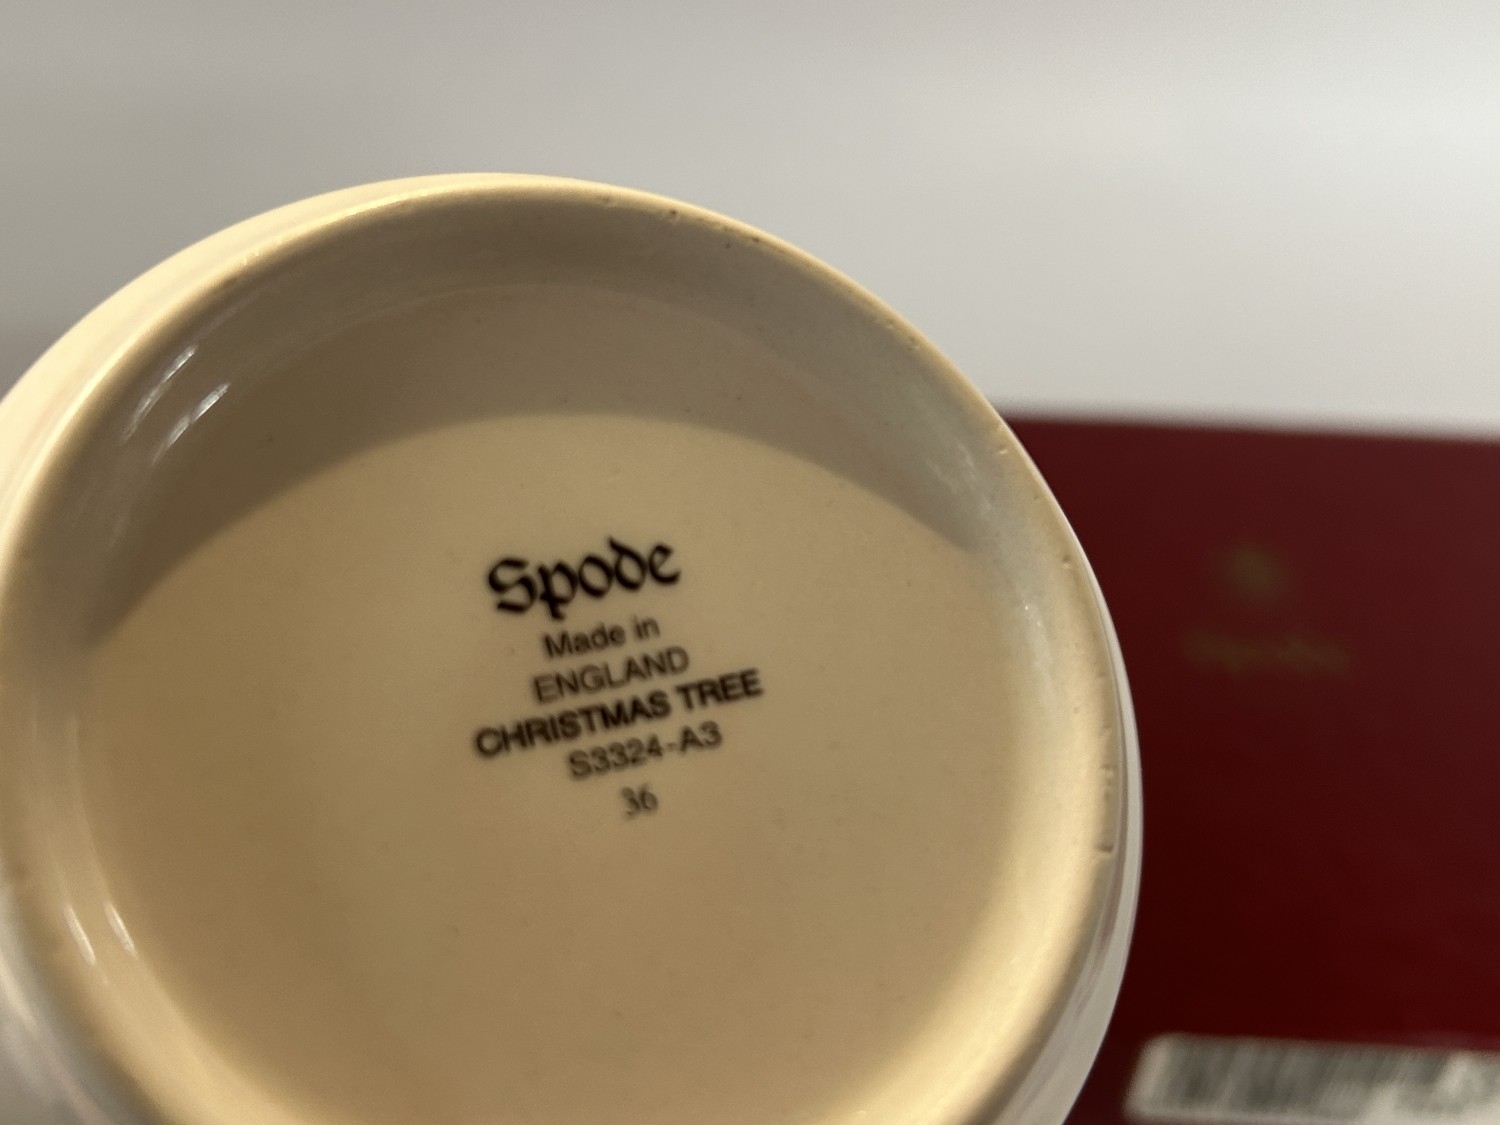 Spode
Made in
ENGLAND
CHRISTMAS TREE
S3324-A3
36